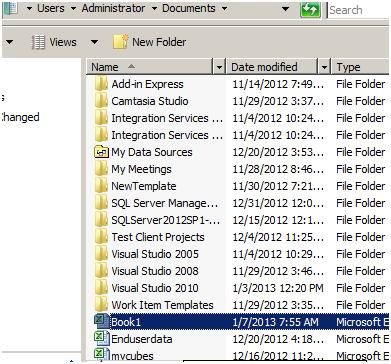 Users ▸ Administrator ▸ Documents ▸
Search
Views
New Folder
Name
Date modified
Type
Add-in Express 11/14/2012 7:49... File Folder
Camtasia Studio 11/29/2012 3:37... File Folder
Integration Services ... 11/4/2012 10:24... File Folder
Integration Services ... 11/4/2012 10:24... File Folder
hanged
My Data Sources 12/20/2012 3:53... File Folder
My Meetings 11/28/2012 8:46... File Folder
NewTemplate 11/30/2012 7:21... File Folder
SQL Server Manage... 12/31/2012 12:0... File Folder
SQLServer2012SP1-... 12/15/2012 12:1... File Folder
Test Client Projects 12/4/2012 11:25... File Folder
Visual Studio 2005 11/4/2012 10:29... File Folder
Visual Studio 2008 11/29/2012 3:46... File Folder
Visual Studio 2010 1/3/2013 12:20 PM File Folder
Work Item Templates 11/29/2012 3:35... File Folder
Book1 1/7/2013 7:55 AM Microsoft E
Enduserdata 12/20/2012 4:18... Microsoft E
mycubes 12/21/2012 11:0... Microsoft E